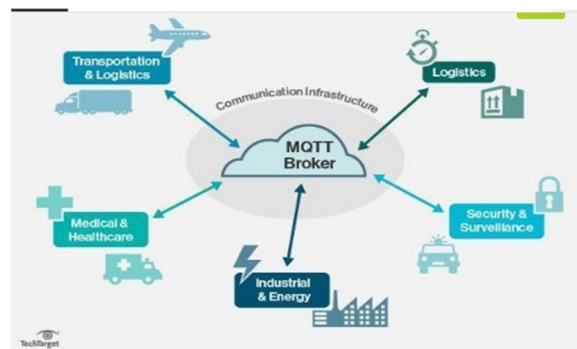 Transportation
& Logistics
Logistics
Communication Infrastructure
MQTT
Broker
Medical &
Healthcare
Security &
Surveillance
Industrial
& Energy
TechTarget